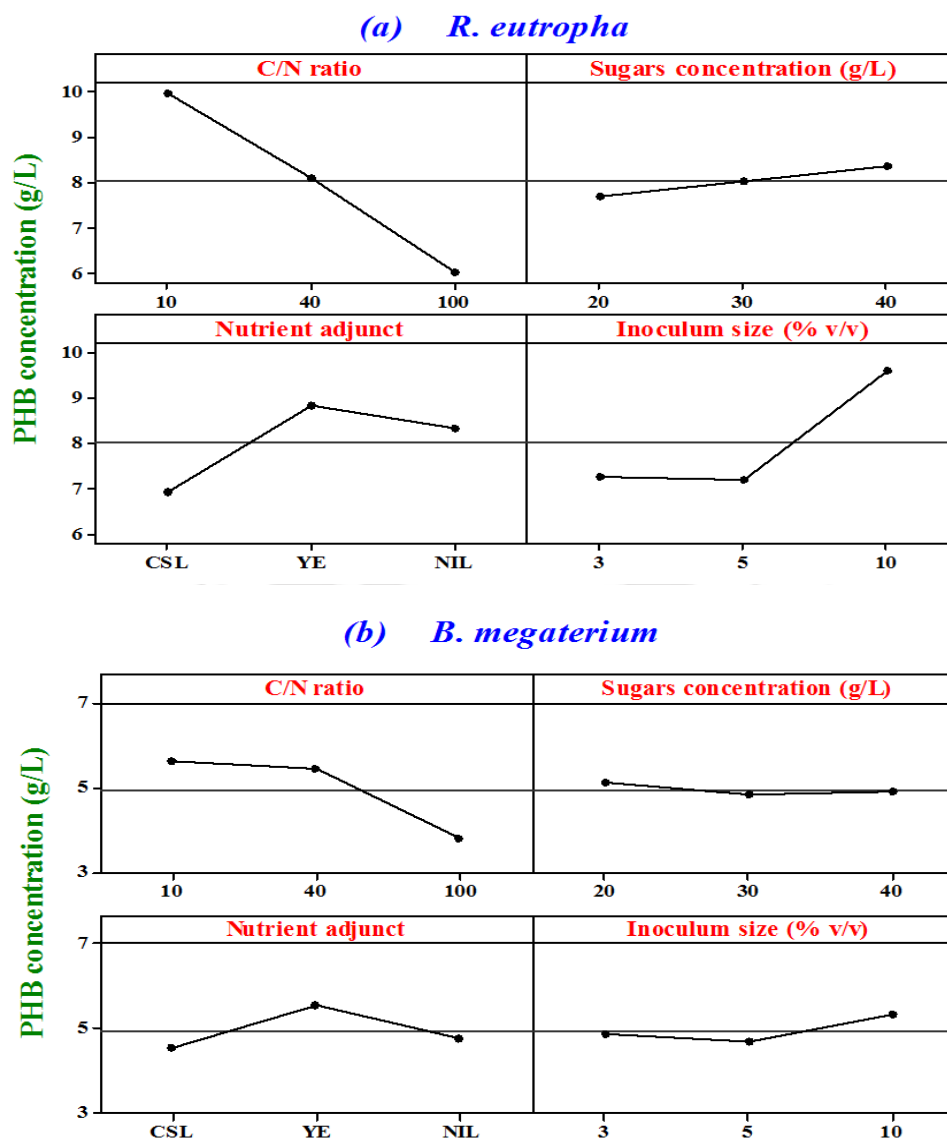 (a) R. eutropha
C/N ratio
Sugars concentration (g/L)
PHB concentration (g/L)
10
9
8
7
6
10 40 100
20 30 40
Nutrient adjunct
Inoculum size (% v/v)
10
9
8
7
6
CSL YE NIL
3 5 10
(b) B. megaterium
C/N ratio
Sugars concentration (g/L)
PHB concentration (g/L)
7
5
3
10 40 100
20 30 40
Nutrient adjunct
Inoculum size (% v/v)
7
5
3
CSL YE NIL
3 5 10